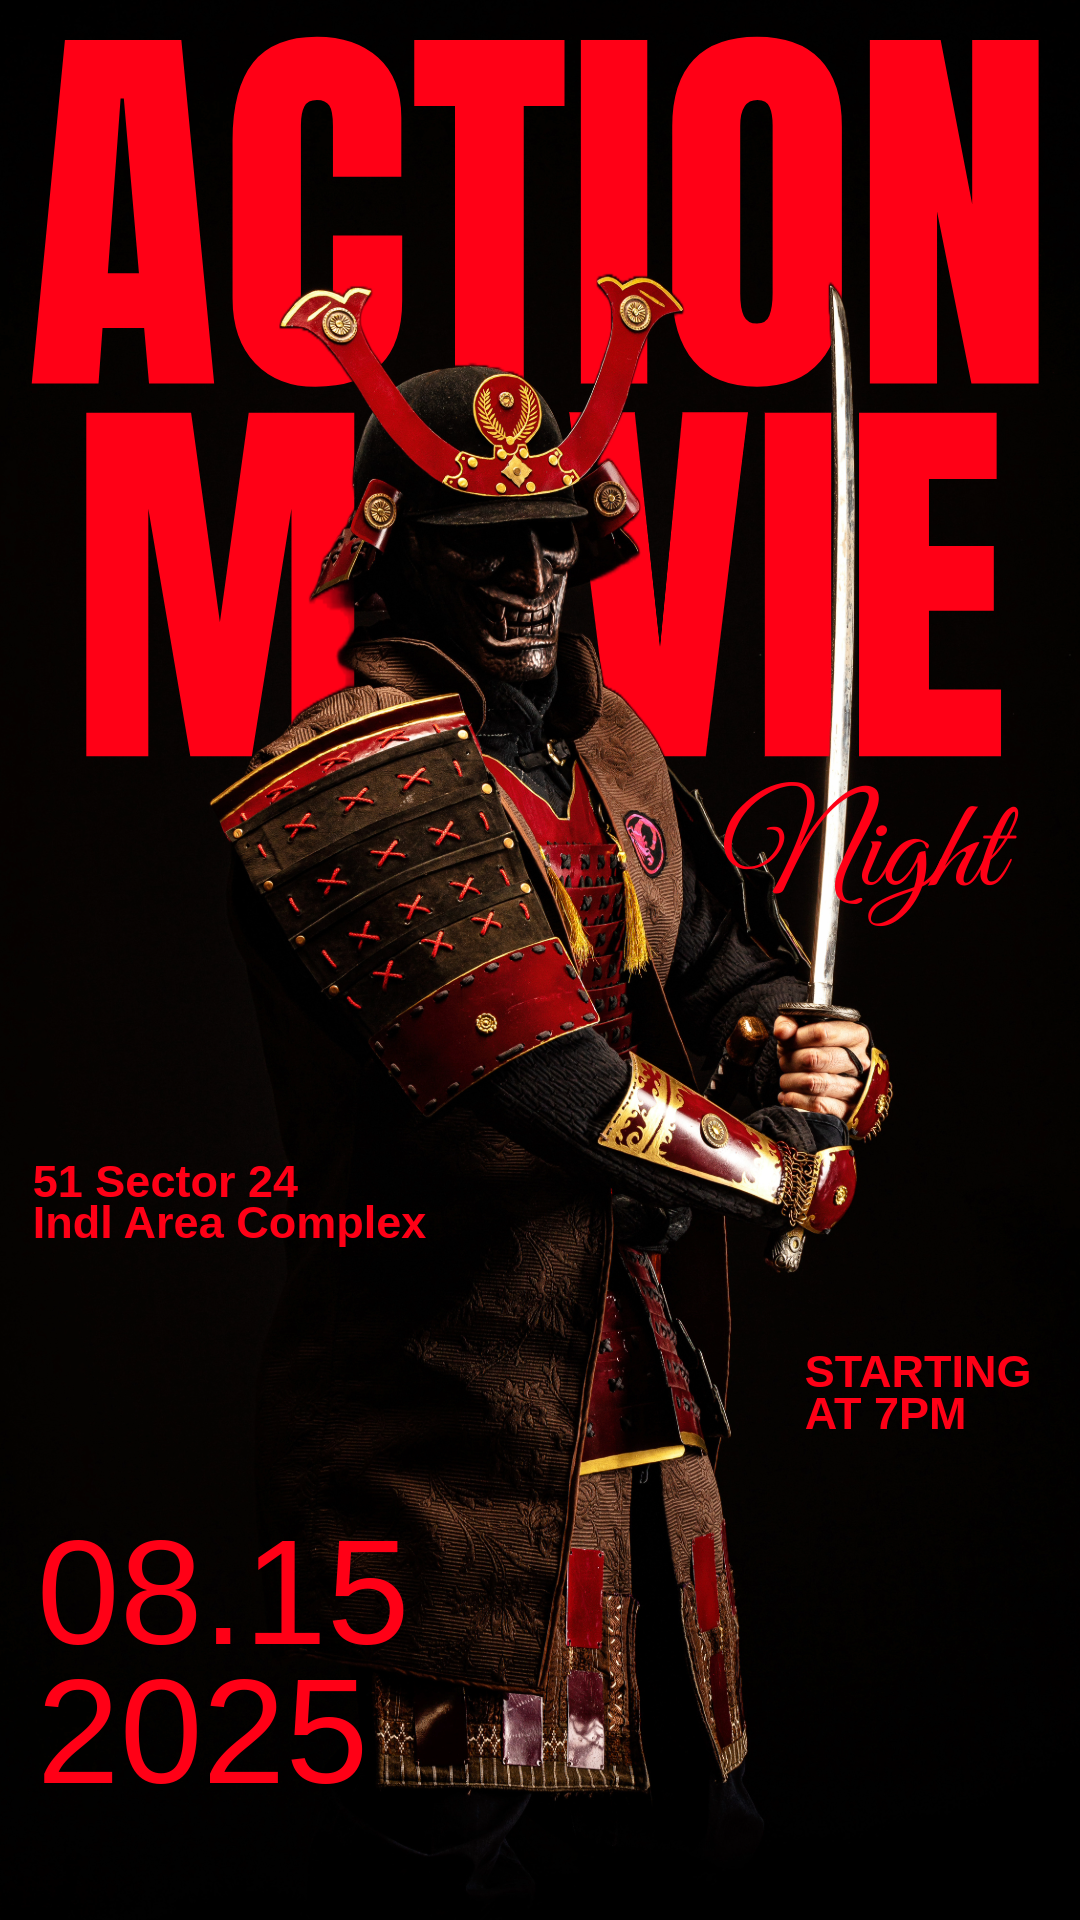 ACTION
MOVIE
Night
51 Sector 24
Indl Area Complex
STARTING
AT 7PM
08.15
2025